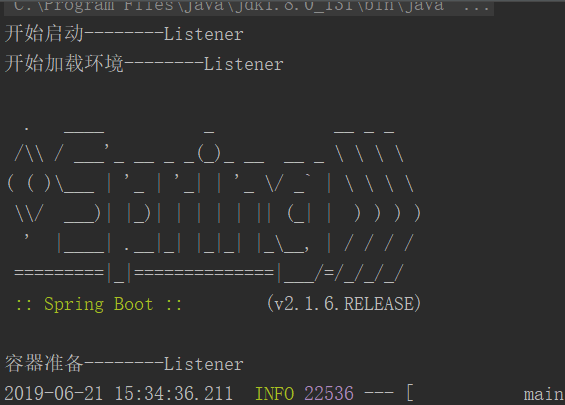 C:\Program Files\Java\jdk1.8.0_131\bin\java ...
开始启动--------Listener
开始加载环境--------Listener
  .   ____          _            __ _ _
 /\\ / ___'_ __ _ _(_)_ __  __ _ \ \ \ \
( ( )\___ | '_ | '_| | '_ \/ _` | \ \ \ \
 \\/  ___)| |_)| | | | | || (_| |  ) ) ) )
  '  |____| .__|_| |_|_| |_\__, | / / / /
 =========|_|==============|___/=/_/_/_/
 :: Spring Boot ::        (v2.1.6.RELEASE)
容器准备--------Listener
2019-06-21 15:34:36.211  INFO 22536 --- [           main